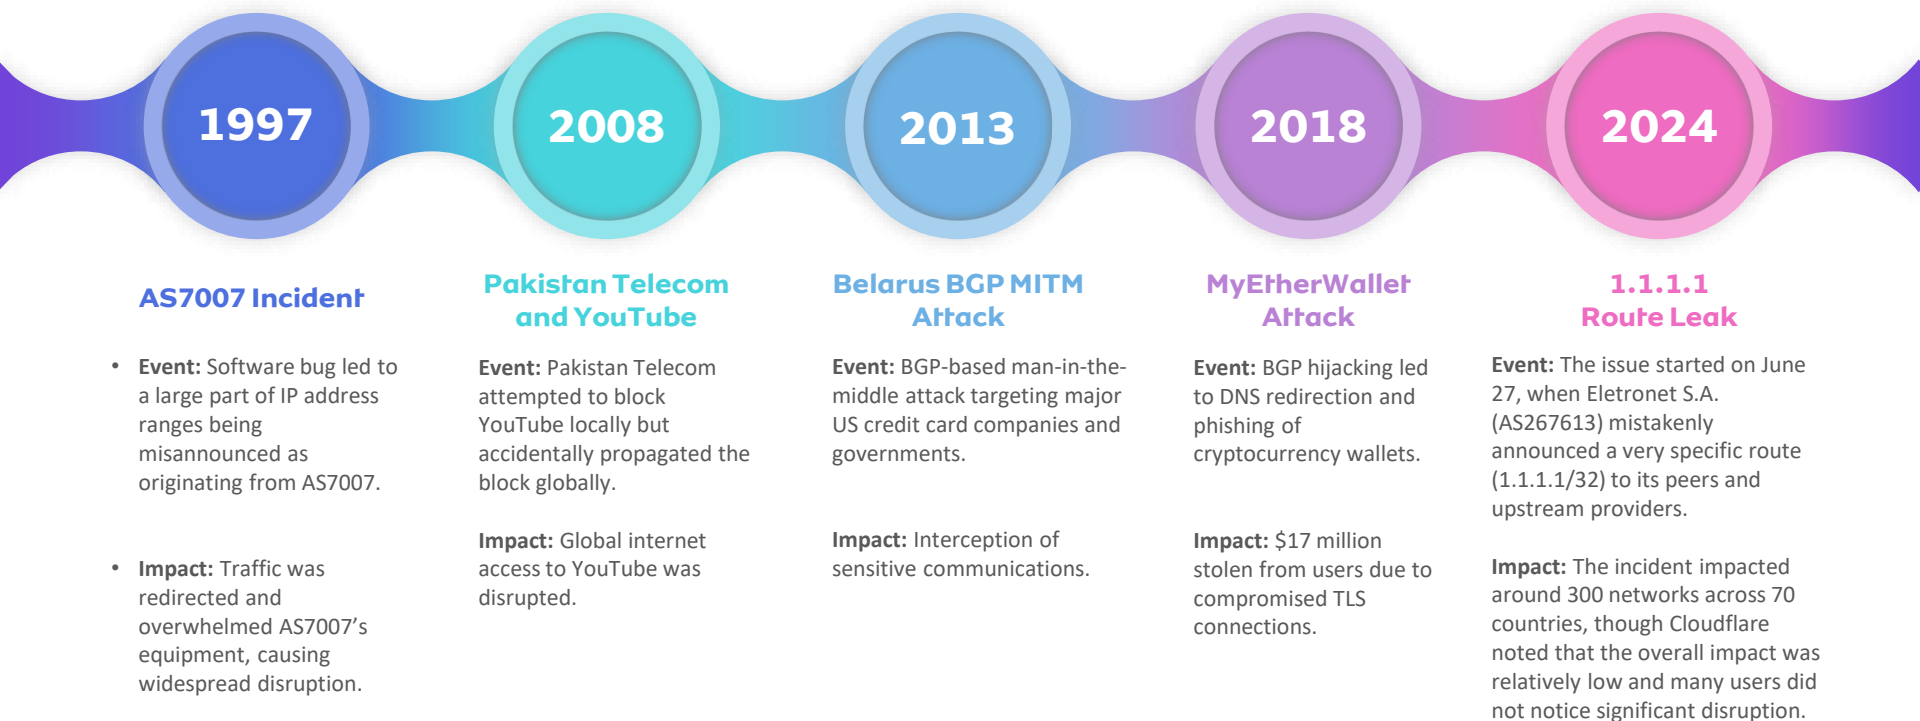 1997
2008
2013
2018
2024
AS7007 Incident
• Event: Software bug led to
a large part of IP address
ranges being
misannounced as
originating from AS7007.
• Impact: Traffic was
redirected and
overwhelmed AS7007’s
equipment, causing
widespread disruption.
Pakistan Telecom
and YouTube
Event: Pakistan Telecom
attempted to block
YouTube locally but
accidentally propagated the
block globally.
Impact: Global internet
access to YouTube was
disrupted.
Belarus BGP MITM
Attack
Event: BGP-based man-in-the-
middle attack targeting major
US credit card companies and
governments.
Impact: Interception of
sensitive communications.
MyEtherWallet
Attack
Event: BGP hijacking led
to DNS redirection and
phishing of
cryptocurrency wallets.
Impact: $17 million
stolen from users due to
compromised TLS
connections.
1.1.1.1
Route Leak
Event: The issue started on June
27, when Eletronet S.A.
(AS267613) mistakenly
announced a very specific route
(1.1.1.1/32) to its peers and
upstream providers.
Impact: The incident impacted
around 300 networks across 70
countries, though Cloudflare
noted that the overall impact was
relatively low and many users did
not notice significant disruption.